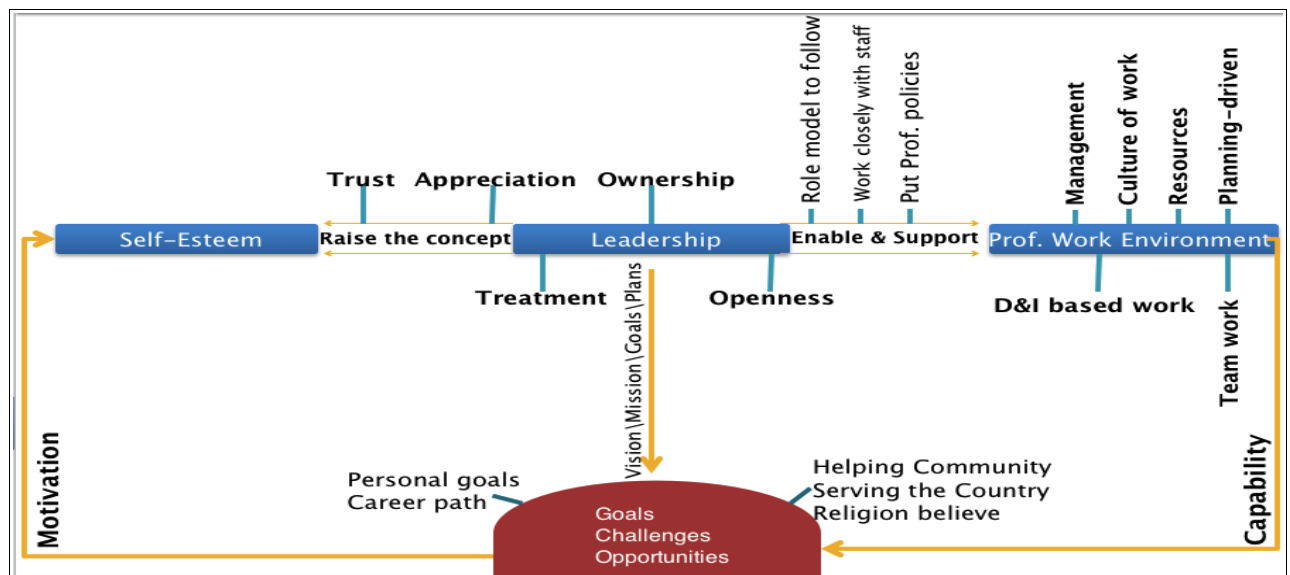 Role model to follow
Work closely with staff
Put Prof. policies
Management
Culture of work
Resources
Planning-driven
Trust
Appreciation
Ownership
Self-Esteem
Raise the concept
Leadership
Enable & Support
Prof. Work Environment
Treatment
Openness
D&I based work
Team work
Vision\Mission\Goals\Plans
Motivation
Personal goals
Career path
Helping Community
Serving the Country
Religion believe
Capability
Goals
Challenges
Opportunities